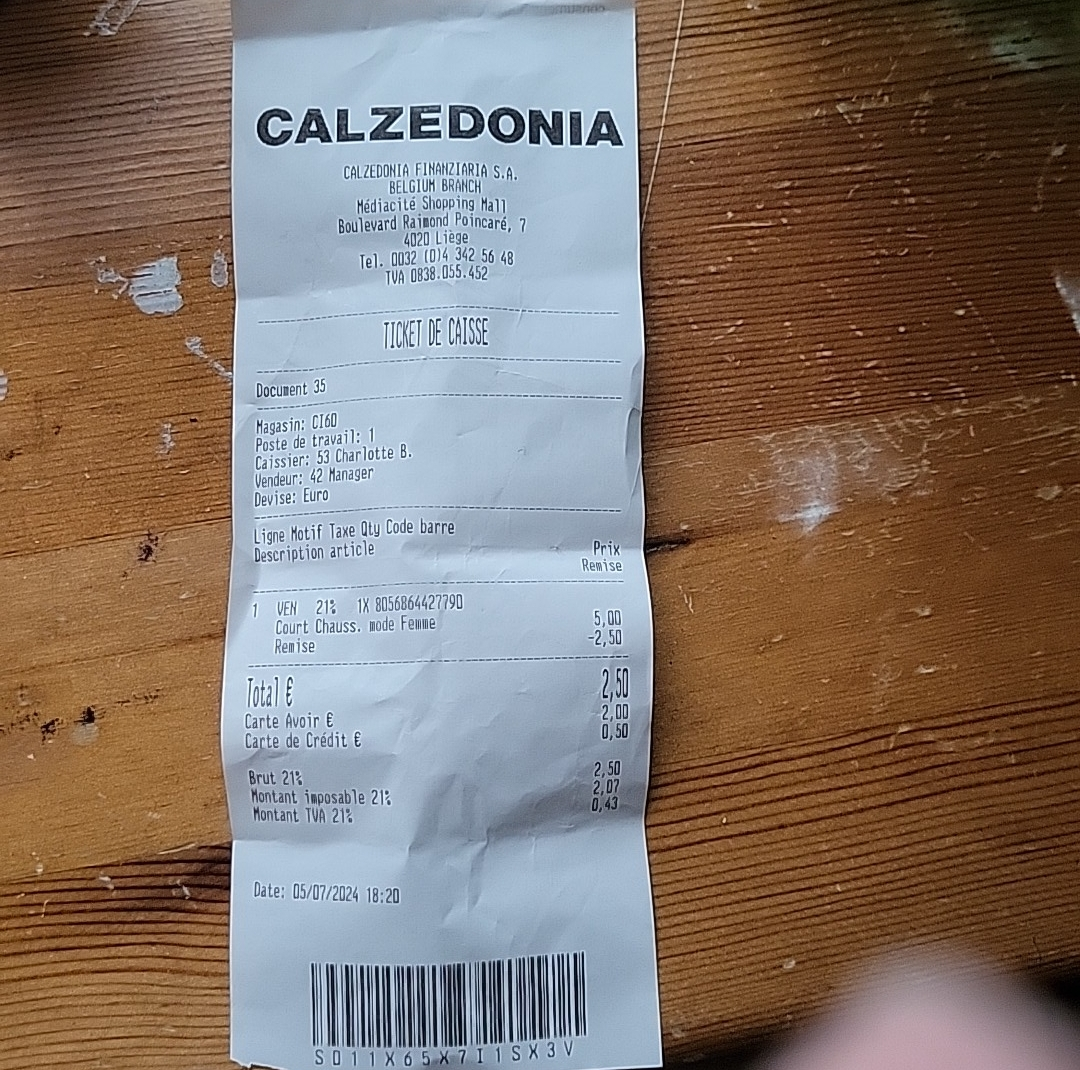 CALZEDONIA
CALZEDONIA FINANZIARIA S.A.
BELGIUM BRANCH
Médiacité Shopping Mall
Boulevard Raimond Poincaré, 7
4020 Liège
Tel. 0032 (0)4 342 56 48
TVA 0838.055.452
TICKET DE CAISSE
Document 35
Magasin: CI60
Poste de travail: 1
Caissier: 53 Charlotte B.
Vendeur: 42 Manager
Devise: Euro
Ligne Motif Taxe Qty Code barre
Description article Prix
Remise
1 VEN 21% 1X 8056864427790
Court Chauss. mode Femme 5,00
Remise -2,50
Total € 2,50
Carte Avoir € 2,00
Carte de Crédit € 0,50
Brut 21% 2,50
Montant imposable 21% 2,07
Montant TVA 21% 0,43
Date: 05/07/2024 18:20
S011X65X7I1SX3V